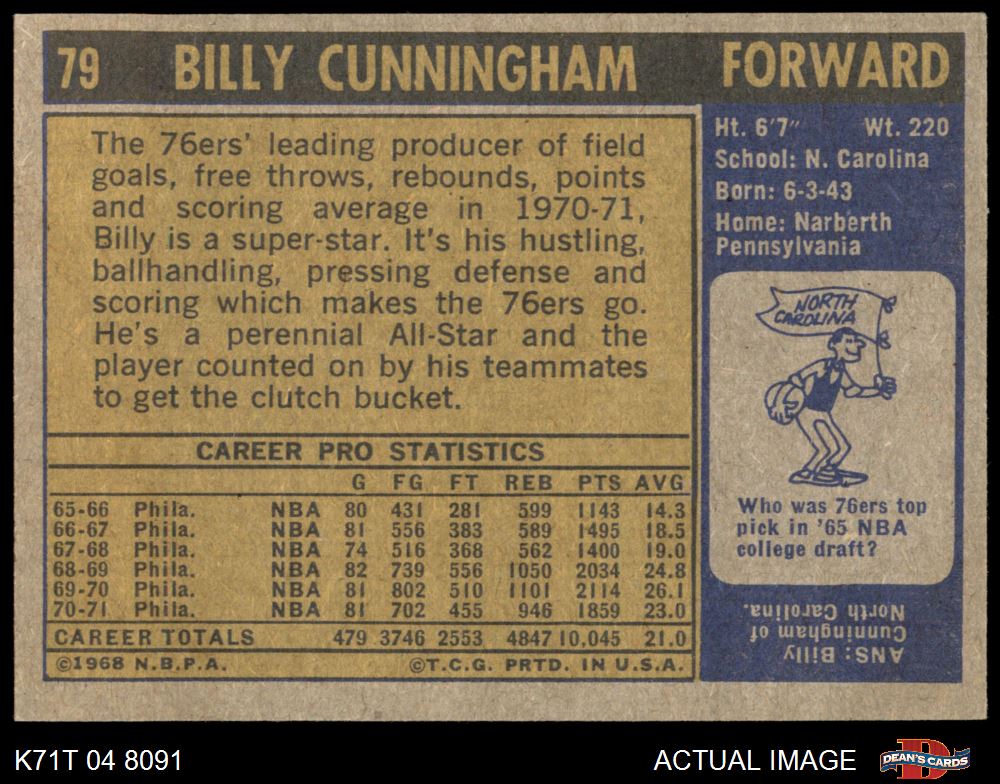 79 BILLY CUNNINGHAM FORWARD
The 76ers' leading producer of field
goals, free throws, rebounds, points
and scoring average in 1970-71,
Billy is a super-star. It's his hustling,
ballhandling, pressing defense and
scoring which makes the 76ers go.
He's a perennial All-Star and the
player counted on by his teammates
to get the clutch bucket.
CAREER PRO STATISTICS
G FG FT REB PTS AVG
65-66 Phila. NBA 80 431 281 599 1143 14.3
66-67 Phila. NBA 81 556 383 589 1495 18.5
67-68 Phila. NBA 74 516 368 562 1400 19.0
68-69 Phila. NBA 82 739 556 1050 2034 24.8
69-70 Phila. NBA 81 802 510 1101 2114 26.1
70-71 Phila. NBA 81 702 455 946 1859 23.0
CAREER TOTALS 479 3746 2553 4847 10,045 21.0
©1968 N.B.P.A. ©T.C.G. PRTD. IN U.S.A.
Ht. 6'7" Wt. 220
School: N. Carolina
Born: 6-3-43
Home: Narberth
Pennsylvania
NORTH
CAROLINA
Who was 76ers top
pick in '65 NBA
college draft?
ANS: Billy
Cunningham of
North Carolina.
K71T 04 8091 ACTUAL IMAGE
D
DEAN'S CARDS